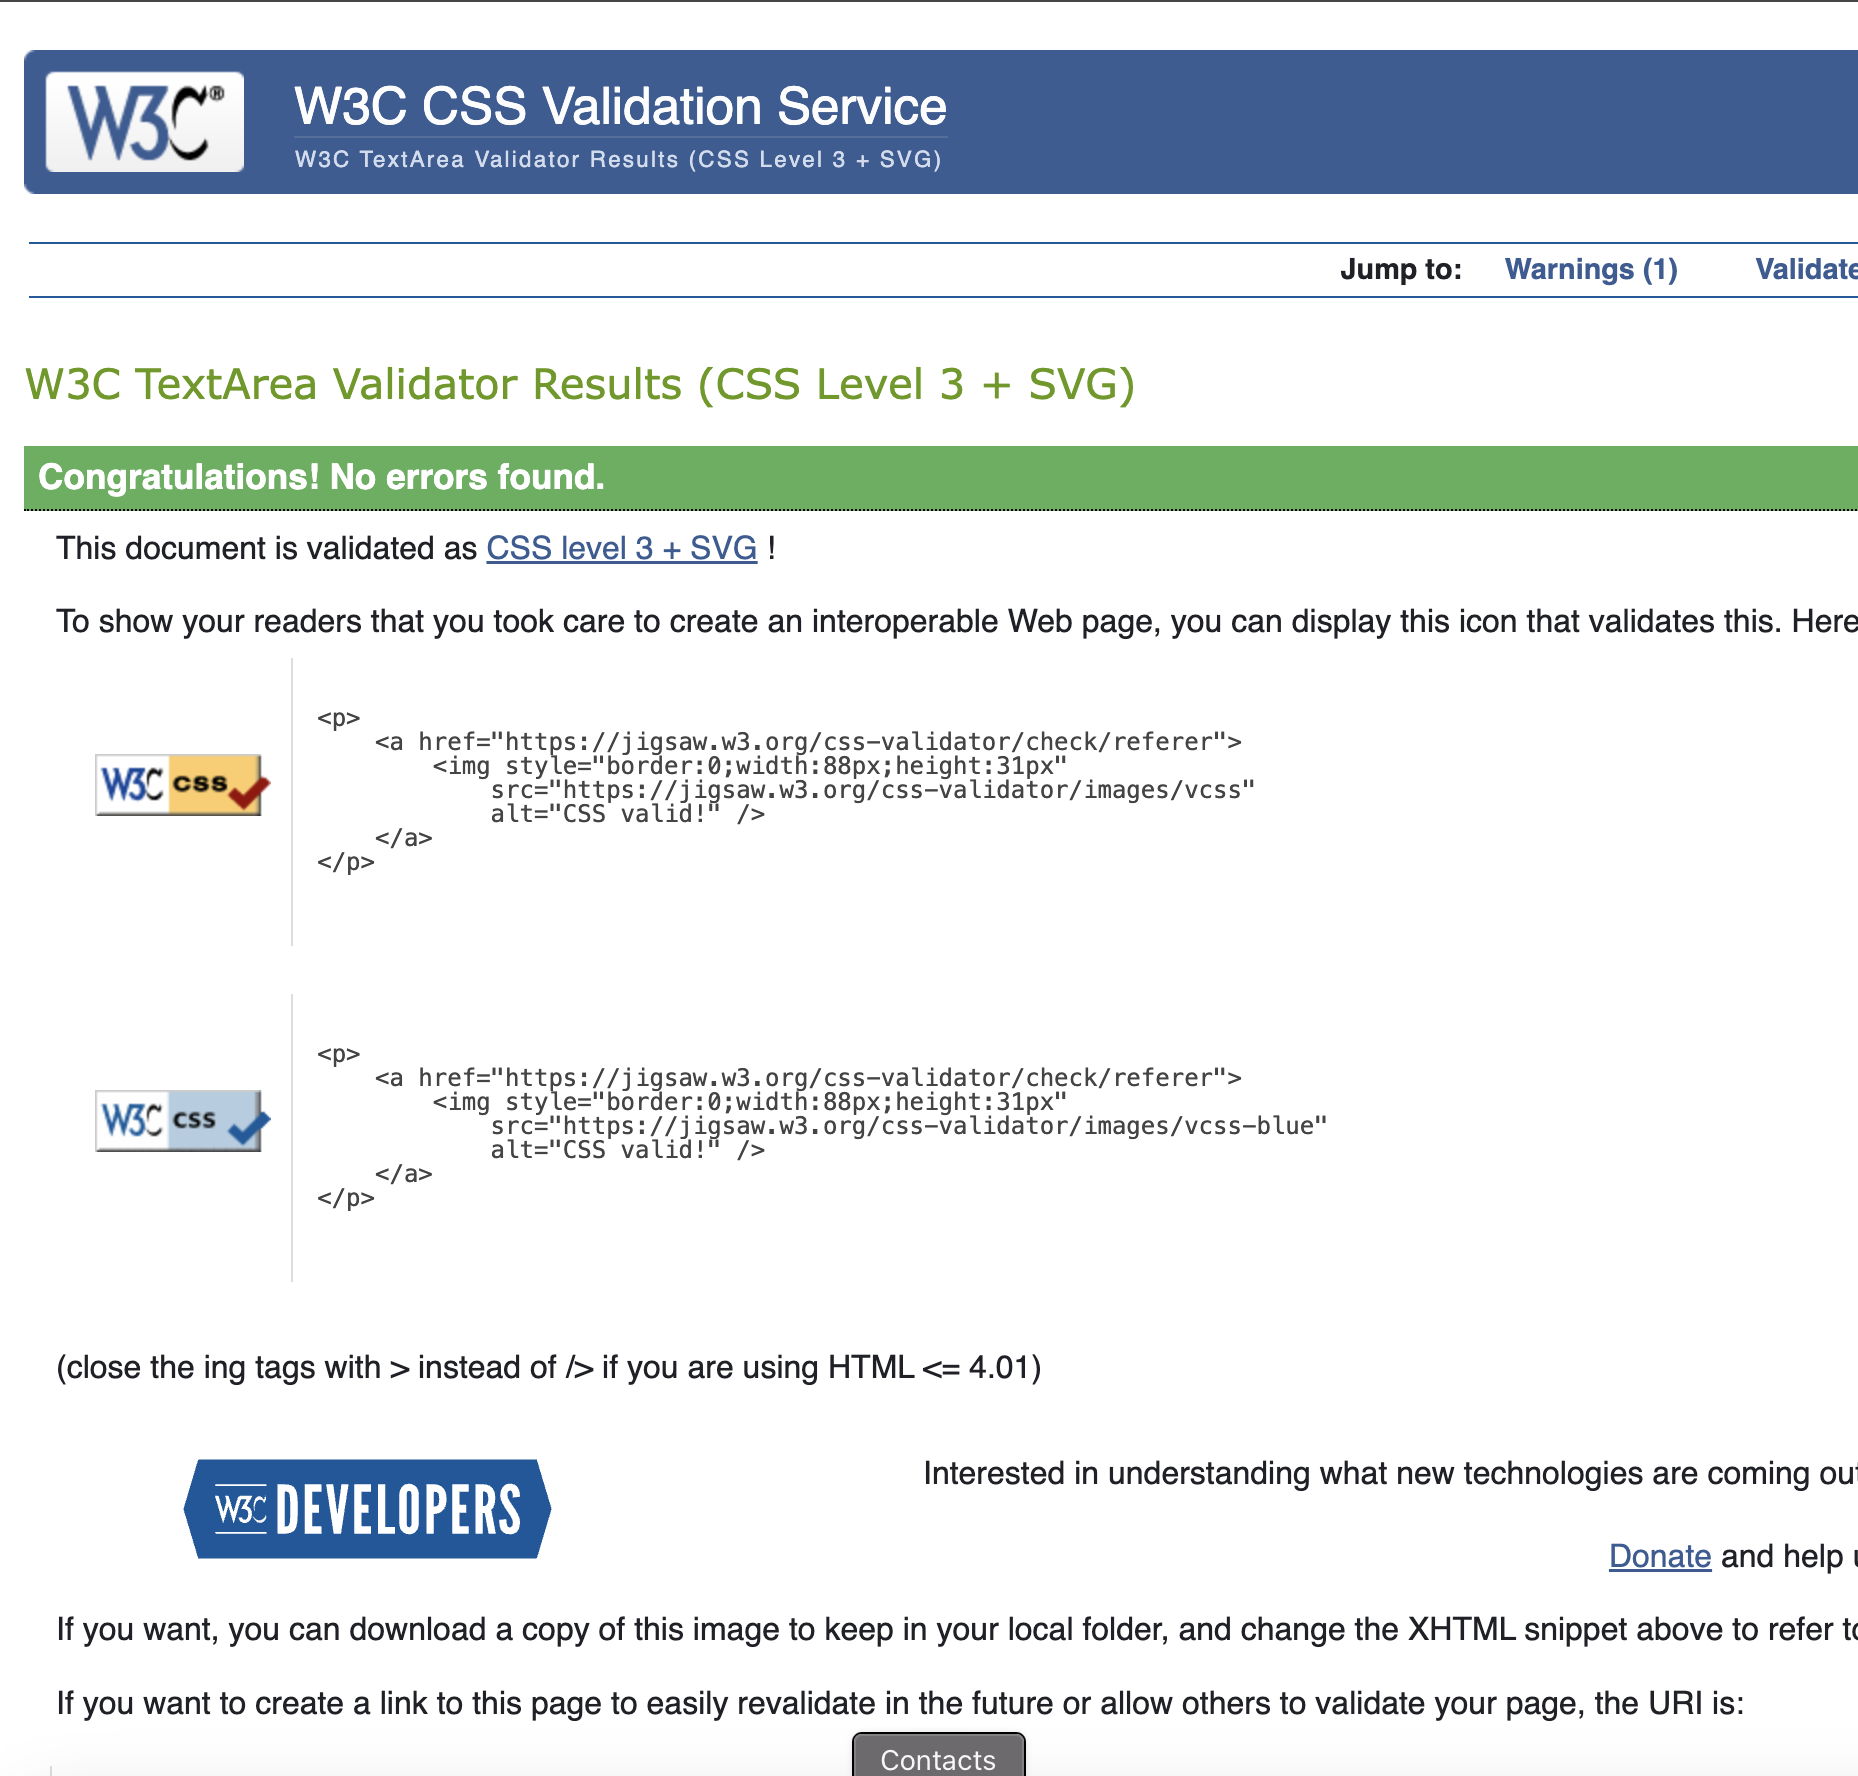 W3C®
W3C CSS Validation Service
W3C TextArea Validator Results (CSS Level 3 + SVG)
Jump to: Warnings (1) Validate
W3C TextArea Validator Results (CSS Level 3 + SVG)
Congratulations! No errors found.
This document is validated as CSS level 3 + SVG !
To show your readers that you took care to create an interoperable Web page, you can display this icon that validates this. Here
W3C css
<p>
<a href="https://jigsaw.w3.org/css-validator/check/referer">
<img style="border:0;width:88px;height:31px"
src="https://jigsaw.w3.org/css-validator/images/vcss"
alt="CSS valid!" />
</a>
</p>
W3C css
<p>
<a href="https://jigsaw.w3.org/css-validator/check/referer">
<img style="border:0;width:88px;height:31px"
src="https://jigsaw.w3.org/css-validator/images/vcss-blue"
alt="CSS valid!" />
</a>
</p>
(close the ing tags with > instead of /> if you are using HTML <= 4.01)
W3C DEVELOPERS
Interested in understanding what new technologies are coming out
Donate and help
If you want, you can download a copy of this image to keep in your local folder, and change the XHTML snippet above to refer to
If you want to create a link to this page to easily revalidate in the future or allow others to validate your page, the URI is:
Contacts